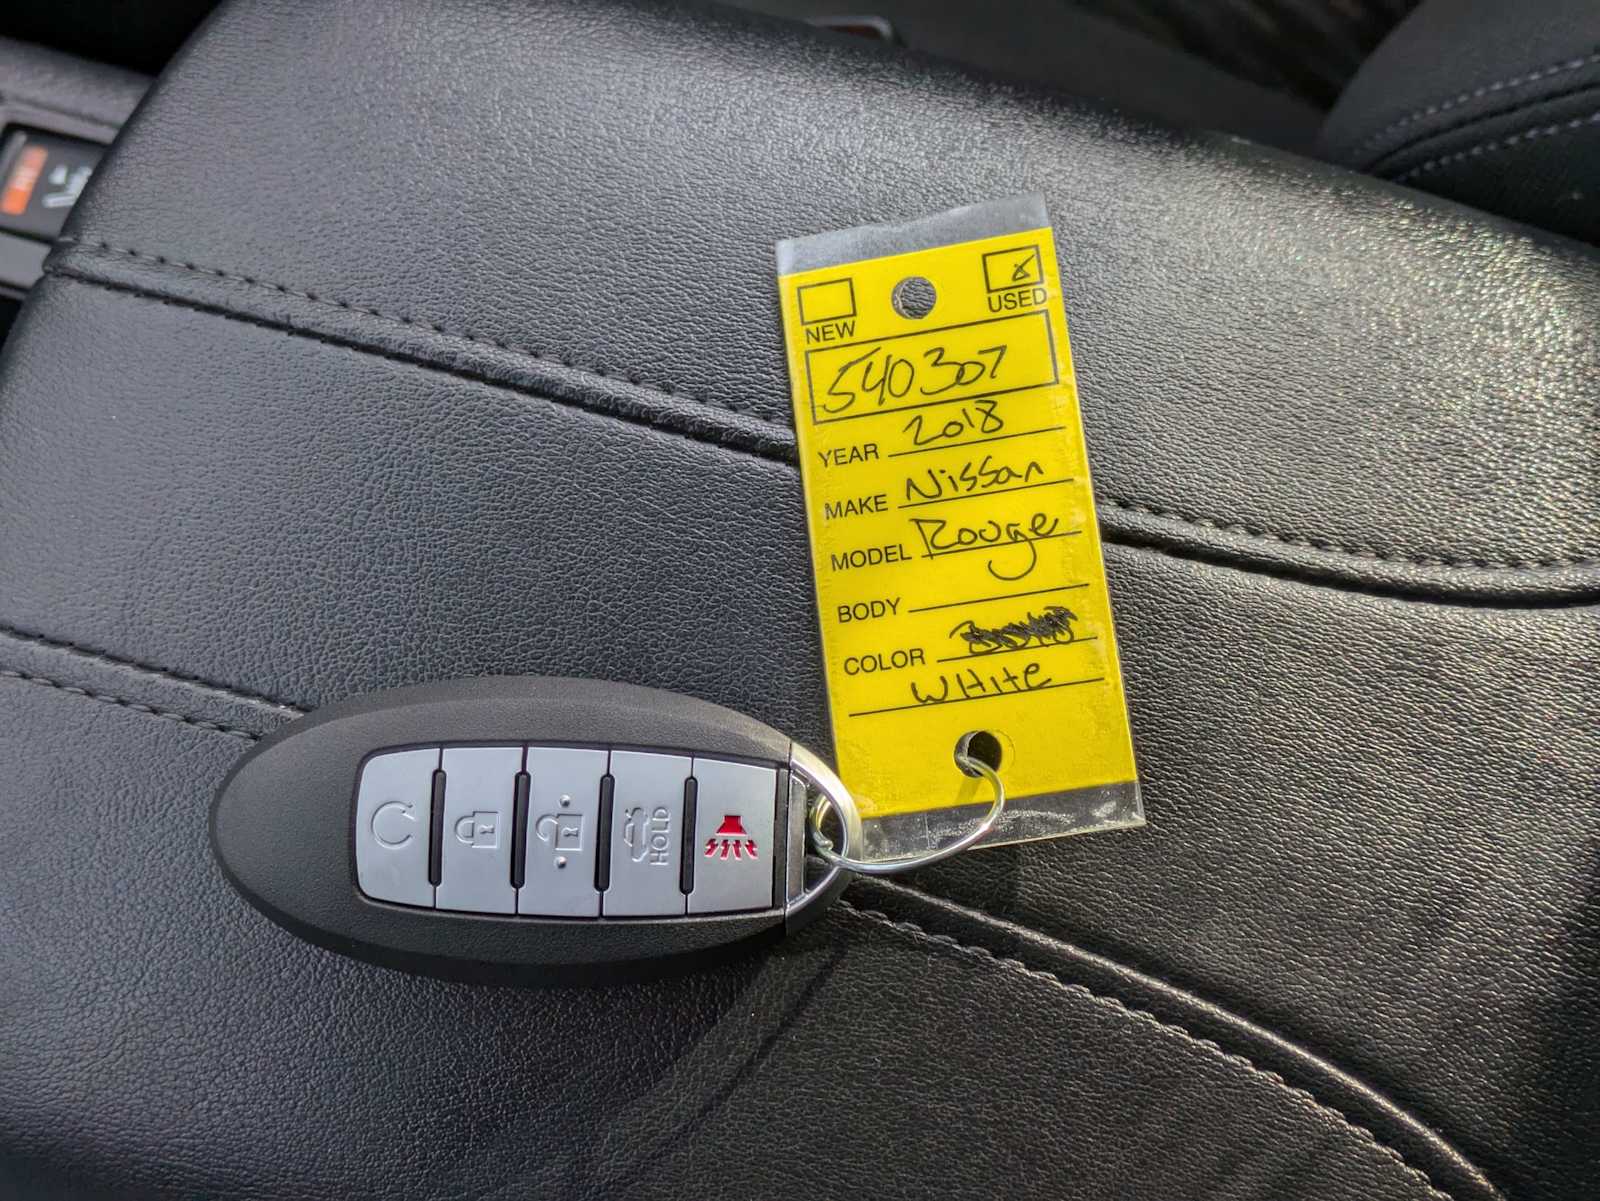 NEW USED
540307
YEAR 2018
MAKE Nissan
MODEL Rouge
BODY
COLOR
WHite
HOLD